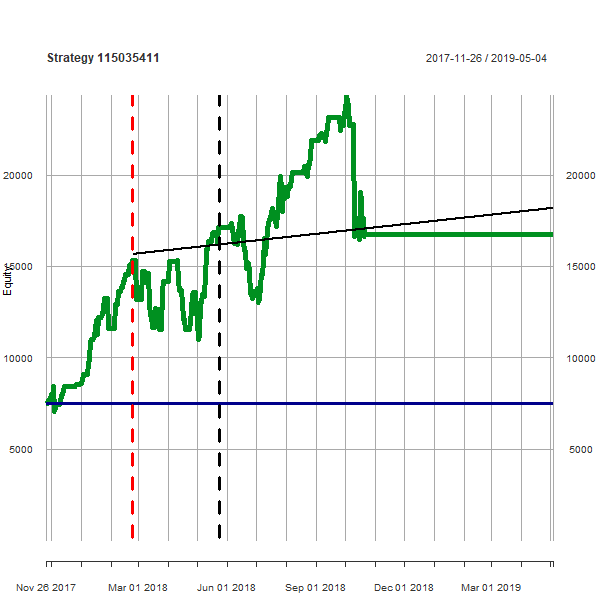 Strategy 115035411
2017-11-26 / 2019-05-04
20000
20000
15000
15000
Equity
10000
10000
5000
5000
Nov 26 2017
Mar 01 2018
Jun 01 2018
Sep 01 2018
Dec 01 2018
Mar 01 2019